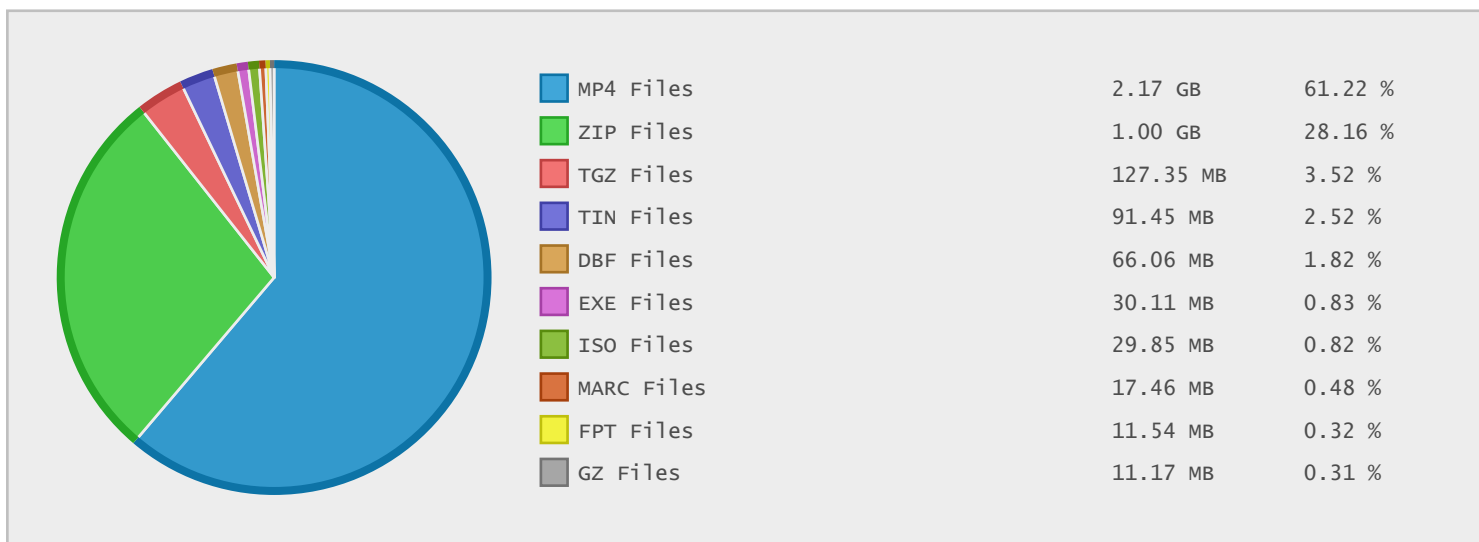 MP4 Files 2.17 GB 61.22 %
ZIP Files 1.00 GB 28.16 %
TGZ Files 127.35 MB 3.52 %
TIN Files 91.45 MB 2.52 %
DBF Files 66.06 MB 1.82 %
EXE Files 30.11 MB 0.83 %
ISO Files 29.85 MB 0.82 %
MARC Files 17.46 MB 0.48 %
FPT Files 11.54 MB 0.32 %
GZ Files 11.17 MB 0.31 %